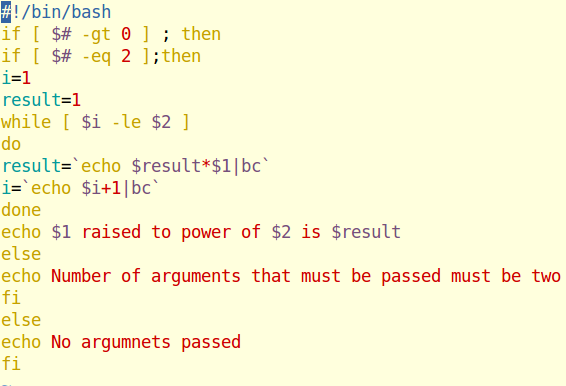 #!/bin/bash
if [ $# -gt 0 ] ; then
if [ $# -eq 2 ];then
i=1
result=1
while [ $i -le $2 ]
do
result=`echo $result*$1|bc`
i=`echo $i+1|bc`
done
echo $1 raised to power of $2 is $result
else
echo Number of arguments that must be passed must be two
fi
else
echo No argumnets passed
fi
~